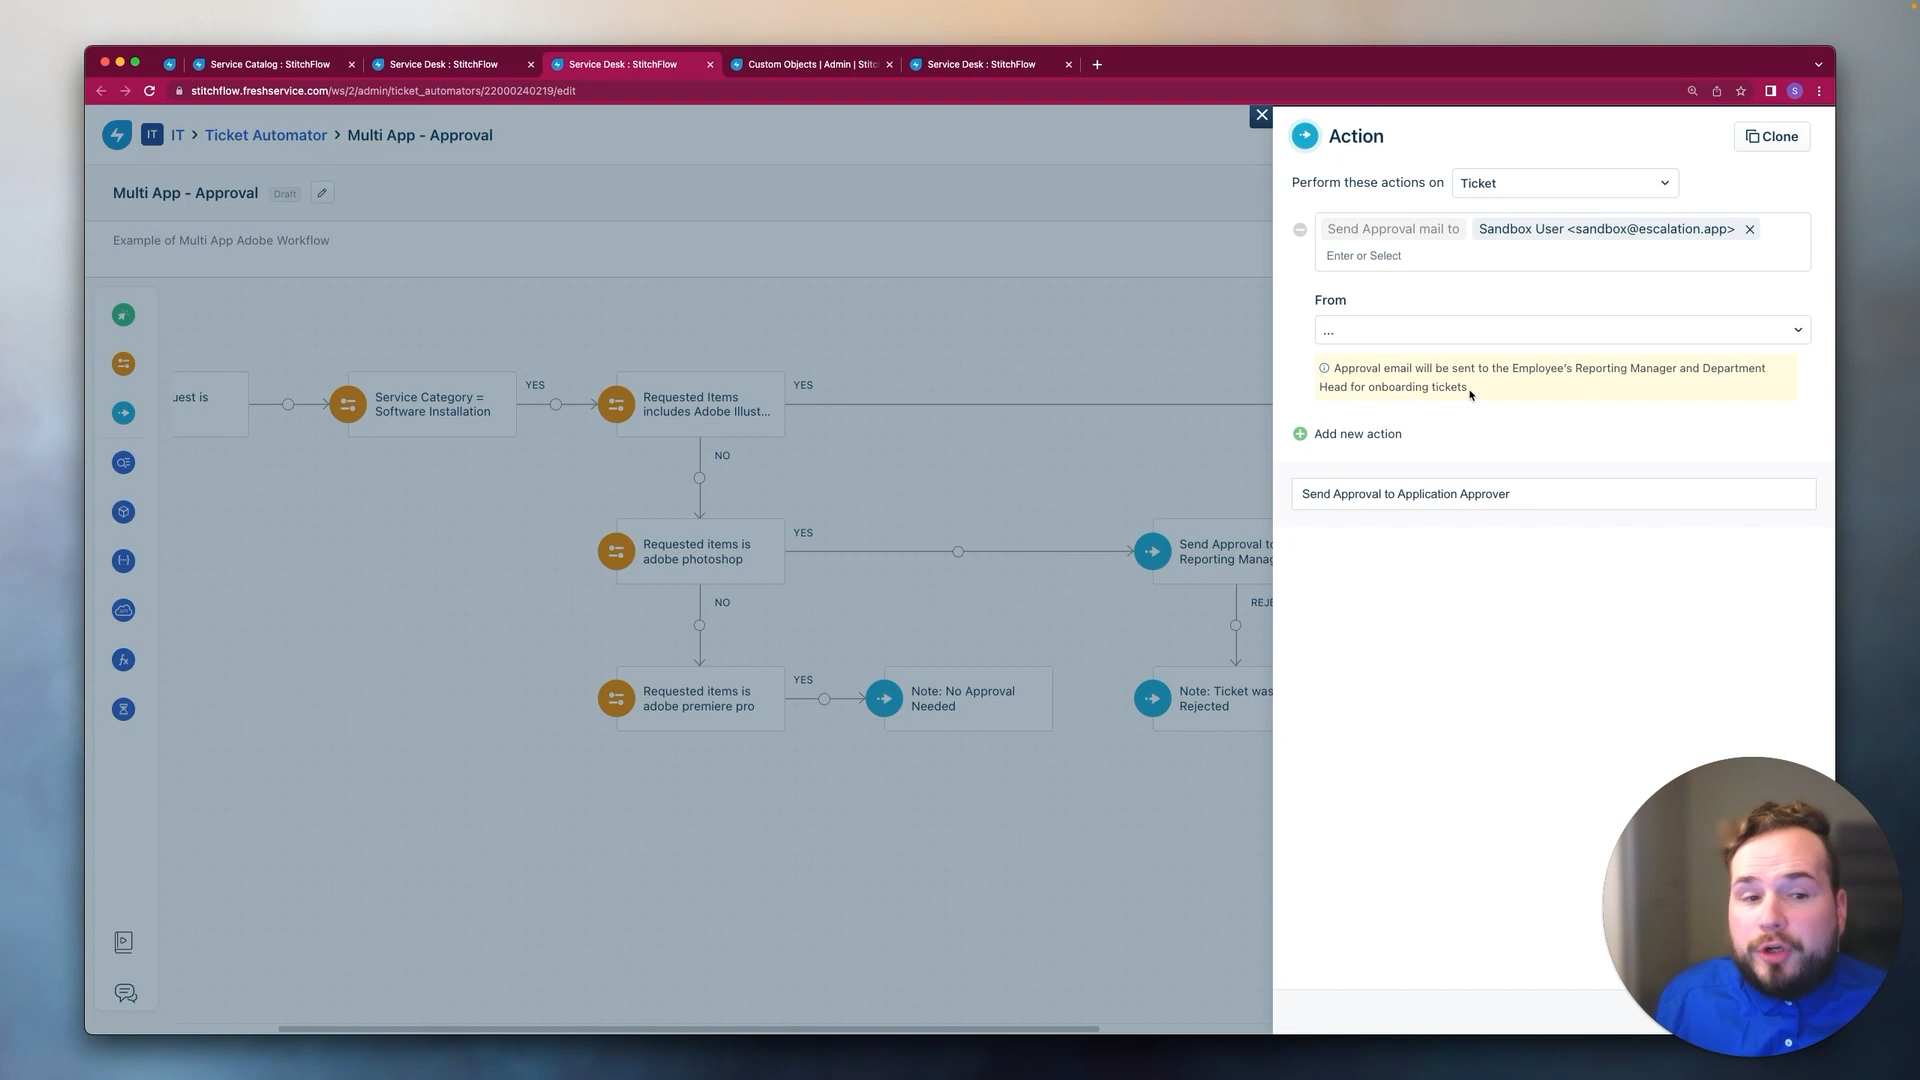 Service Catalog : StitchFlow
Service Desk : StitchFlow
Service Desk : StitchFlow
Custom Objects | Admin | Stitc
Service Desk : StitchFlow
stitchflow.freshservice.com/ws/2/admin/ticket_automators/22000240219/edit
S
IT
IT > Ticket Automator > Multi App - Approval
Multi App - Approval
Draft
Example of Multi App Adobe Workflow
uest is
Service Category =
Software Installation
YES
Requested Items
includes Adobe Illust...
YES
NO
Requested items is
adobe photoshop
YES
Send Approval to
Reporting Manag
NO
REJE
Requested items is
adobe premiere pro
YES
Note: No Approval
Needed
Note: Ticket was
Rejected
Action
Clone
Perform these actions on
Ticket
Send Approval mail to
Sandbox User <sandbox@escalation.app>
Enter or Select
From
...
Approval email will be sent to the Employee's Reporting Manager and Department
Head for onboarding tickets
Add new action
Send Approval to Application Approver